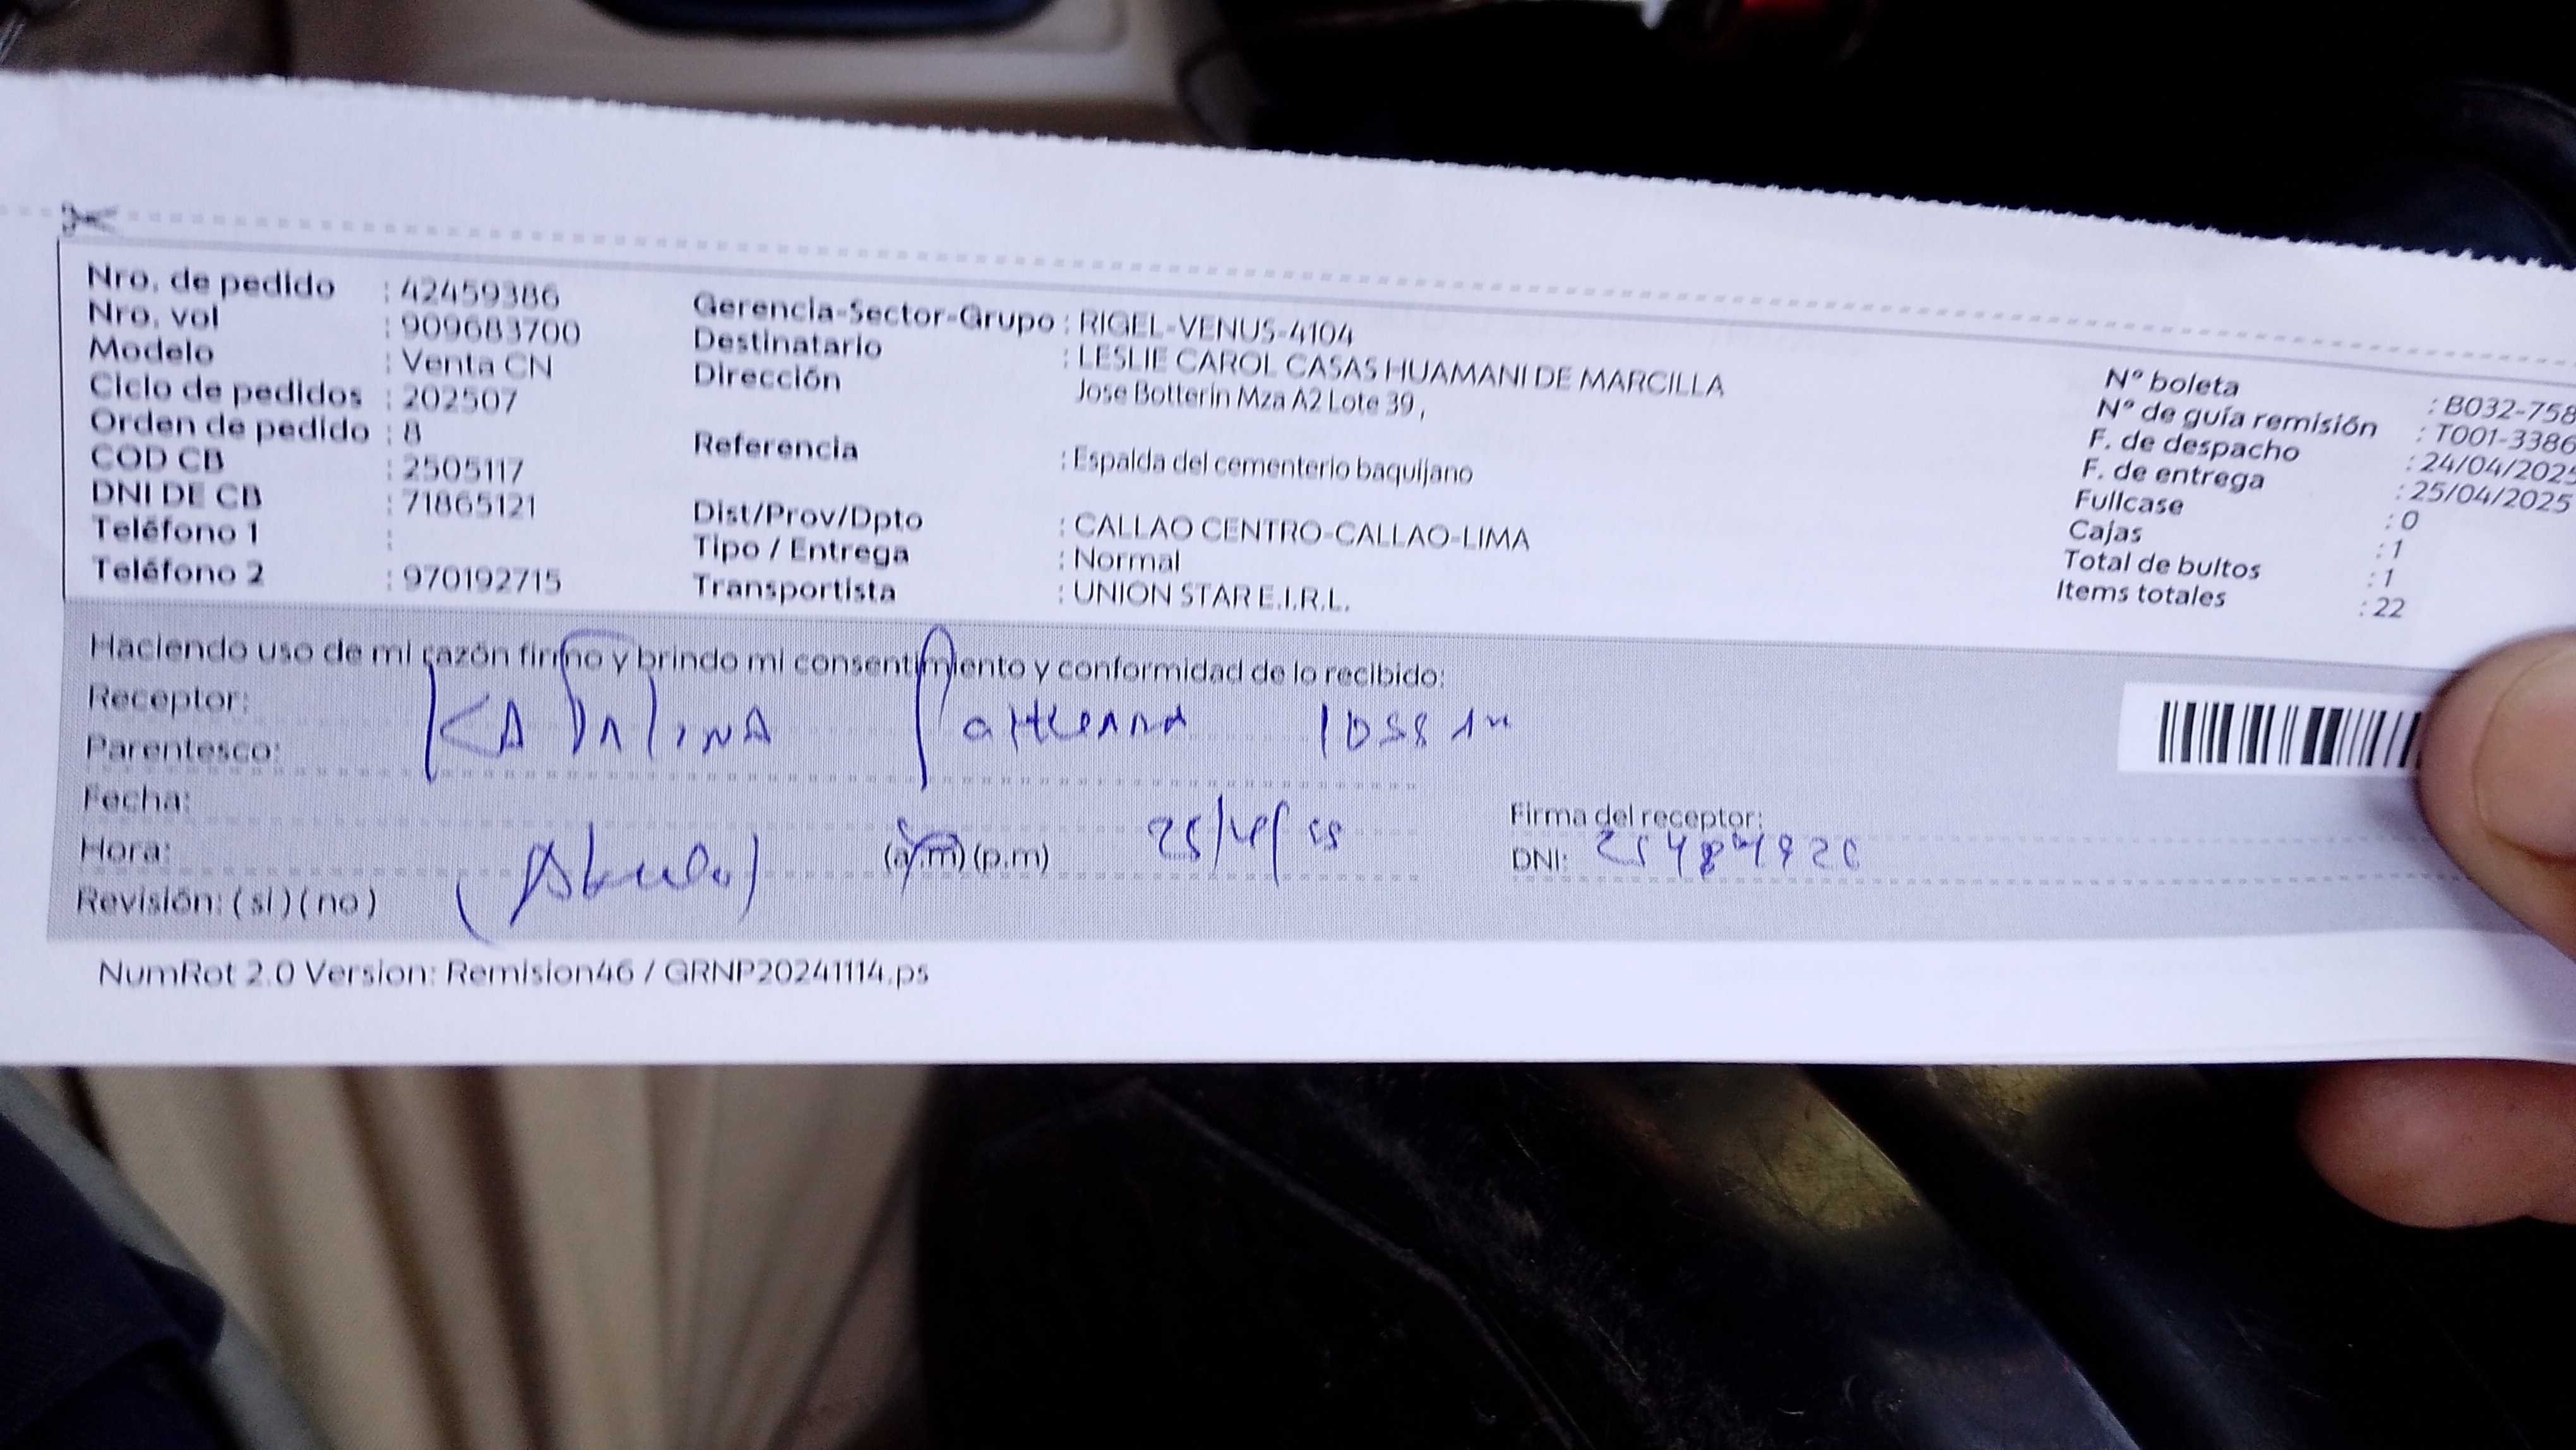 Nro. de pedido : 42459386
Nro. vol : 909683700
Modelo : Venta CN
Ciclo de pedidos : 202507
Orden de pedido : 8
COD CB : 2505117
DNI DE CB : 71865121
Teléfono 1 :
Teléfono 2 : 970192715
Gerencia-Sector-Grupo : RIGEL-VENUS-4104
Destinatario : LESLIE CAROL CASAS HUAMANI DE MARCILLA
Dirección Jose Botterin Mza A2 Lote 39 ,
Referencia : Espalda del cementerio baquijano
Dist/Prov/Dpto : CALLAO CENTRO-CALLAO-LIMA
Tipo / Entrega : Normal
Transportista : UNION STAR E.I.R.L.
N° boleta : B032-758
N° de guía remisión : T001-3386
F. de despacho : 24/04/2025
F. de entrega : 25/04/2025
Fullcase : 0
Cajas : 1
Total de bultos : 1
Items totales : 22
Haciendo uso de mi razón firmo y brindo mi consentimiento y conformidad de lo recibido:
Receptor:
Parentesco:
Fecha:
Hora: (a.m) (p.m)
Revisión: ( si ) ( no )
Firma del receptor:
DNI:
NumRot 2.0 Version: Remision46 / GRNP20241114.ps